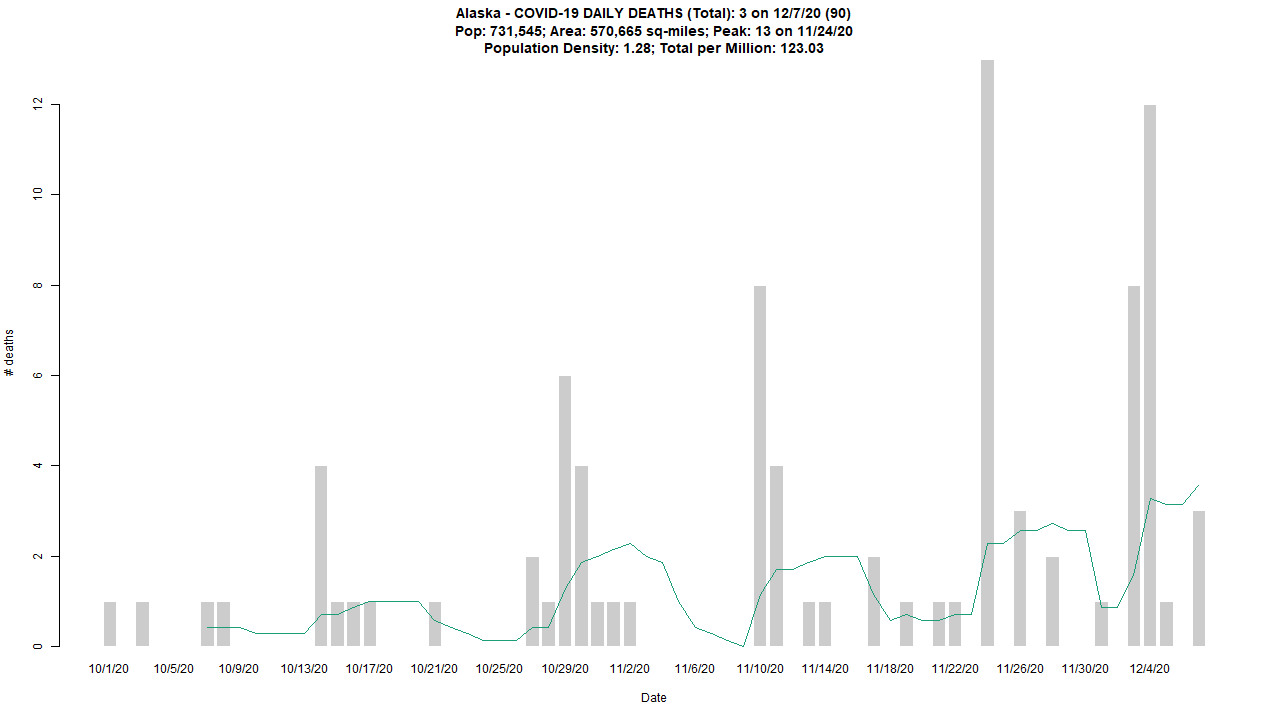 Alaska - COVID-19 DAILY DEATHS (Total): 3 on 12/7/20 (90)
Pop: 731,545; Area: 570,665 sq-miles; Peak: 13 on 11/24/20
Population Density: 1.28; Total per Million: 123.03
12
10
8
6
4
2
0
# deaths
10/1/20 10/5/20 10/9/20 10/13/20 10/17/20 10/21/20 10/25/20 10/29/20 11/2/20 11/6/20 11/10/20 11/14/20 11/18/20 11/22/20 11/26/20 11/30/20 12/4/20
Date